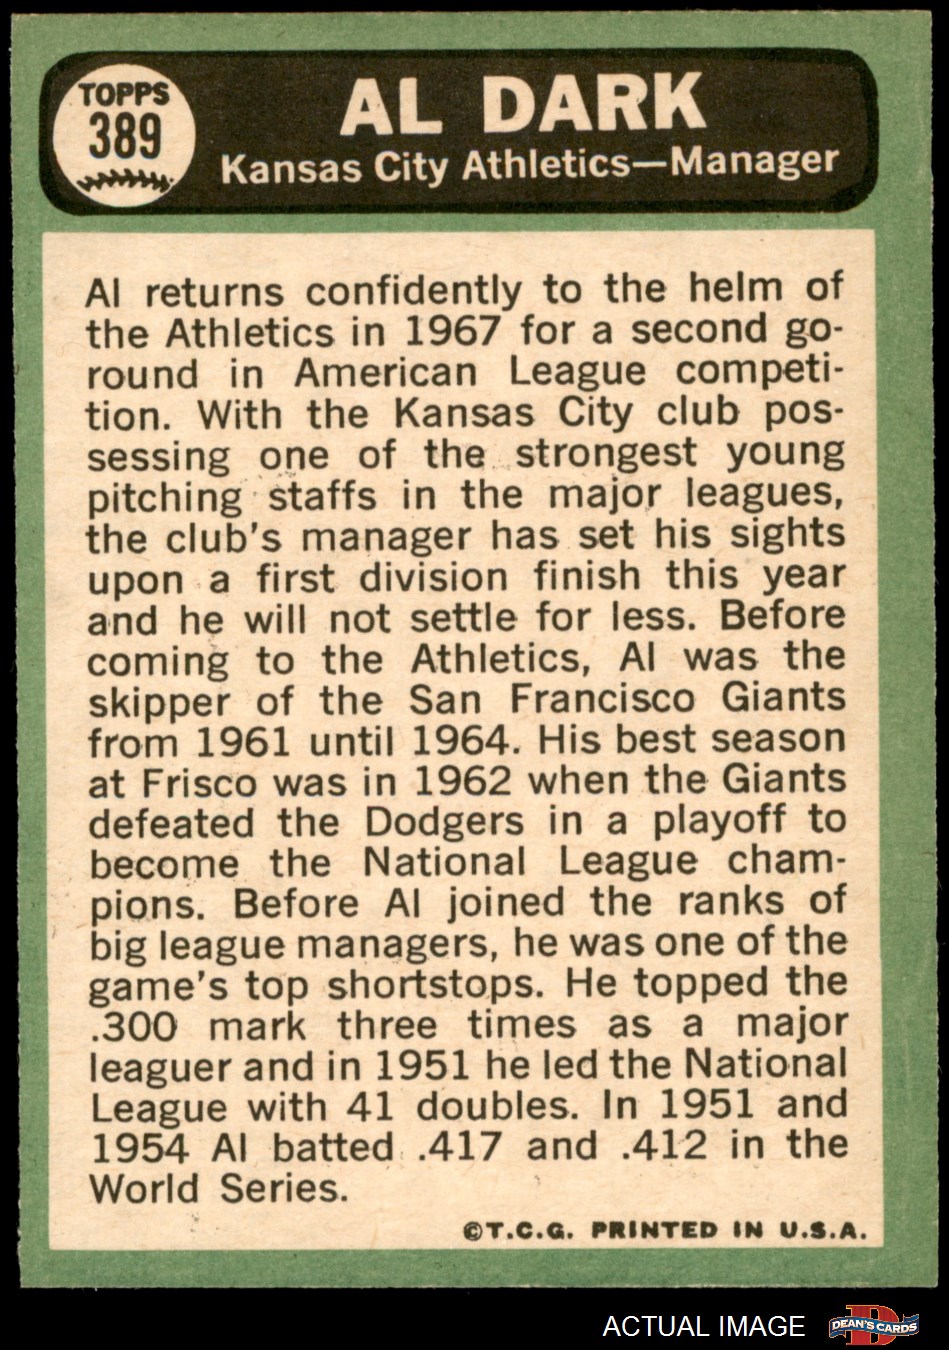 TOPPS
389
AL DARK
Kansas City Athletics—Manager
Al returns confidently to the helm of
the Athletics in 1967 for a second go-
round in American League competi-
tion. With the Kansas City club pos-
sessing one of the strongest young
pitching staffs in the major leagues,
the club's manager has set his sights
upon a first division finish this year
and he will not settle for less. Before
coming to the Athletics, Al was the
skipper of the San Francisco Giants
from 1961 until 1964. His best season
at Frisco was in 1962 when the Giants
defeated the Dodgers in a playoff to
become the National League cham-
pions. Before Al joined the ranks of
big league managers, he was one of the
game's top shortstops. He topped the
.300 mark three times as a major
leaguer and in 1951 he led the National
League with 41 doubles. In 1951 and
1954 Al batted .417 and .412 in the
World Series.
©T.C.G. PRINTED IN U.S.A.
ACTUAL IMAGE
D
DEAN'S CARDS